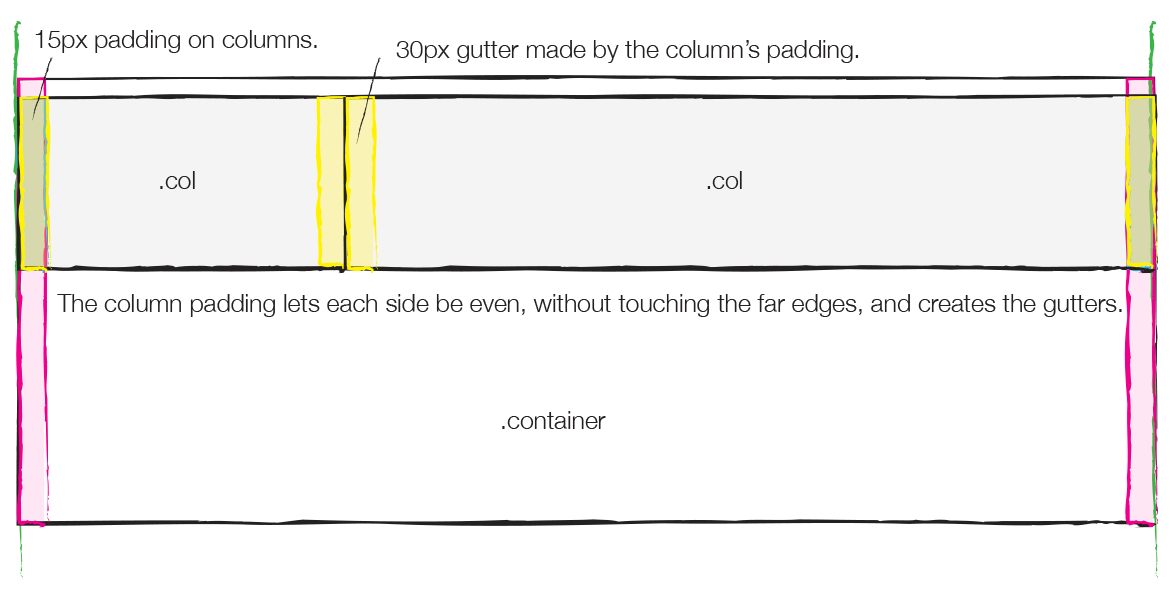 15px padding on columns.
30px gutter made by the column's padding.
.col
.col
The column padding lets each side be even, without touching the far edges, and creates the gutters.
.container